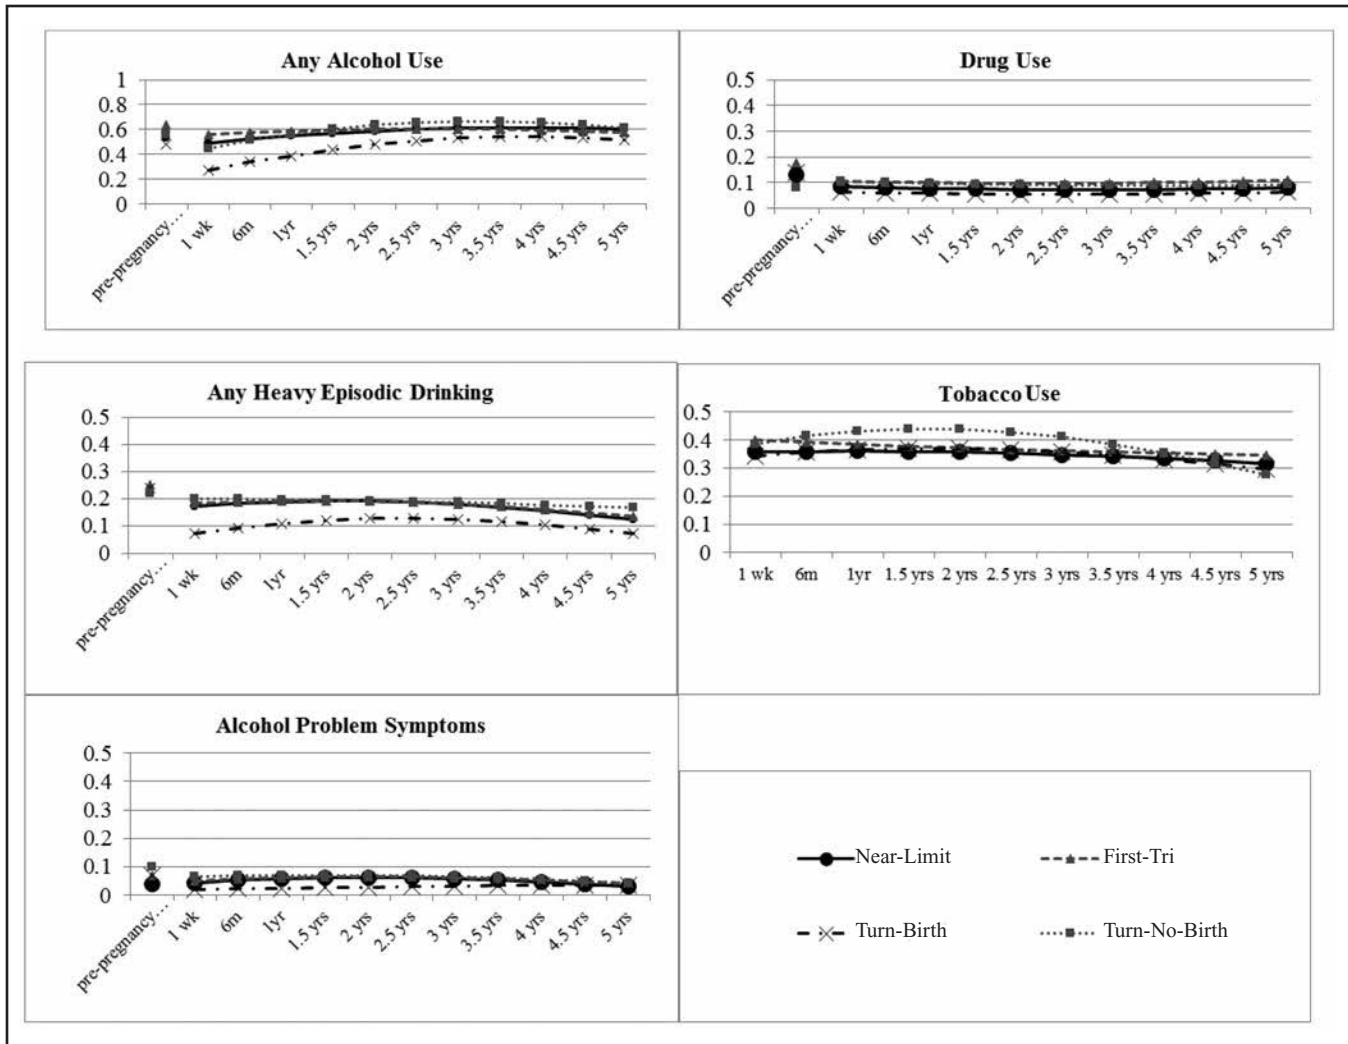 Any Alcohol Use
1
0.8
0.6
0.4
0.2
0
pre-pregnancy…
1 wk
6m
1yr
1.5 yrs
2 yrs
2.5 yrs
3 yrs
3.5 yrs
4 yrs
4.5 yrs
5 yrs
Drug Use
0.5
0.4
0.3
0.2
0.1
0
pre-pregnancy…
1 wk
6m
1yr
1.5 yrs
2 yrs
2.5 yrs
3 yrs
3.5 yrs
4 yrs
4.5 yrs
5 yrs
Any Heavy Episodic Drinking
0.5
0.4
0.3
0.2
0.1
0
pre-pregnancy…
1 wk
6m
1yr
1.5 yrs
2 yrs
2.5 yrs
3 yrs
3.5 yrs
4 yrs
4.5 yrs
5 yrs
Tobacco Use
0.5
0.4
0.3
0.2
0.1
0
1 wk 6m 1yr 1.5 yrs 2 yrs 2.5 yrs 3 yrs 3.5 yrs 4 yrs 4.5 yrs 5 yrs
Alcohol Problem Symptoms
0.5
0.4
0.3
0.2
0.1
0
pre-pregnancy…
1 wk
6m
1yr
1.5 yrs
2 yrs
2.5 yrs
3 yrs
3.5 yrs
4 yrs
4.5 yrs
5 yrs
Near-Limit First-Tri
Turn-Birth Turn-No-Birth